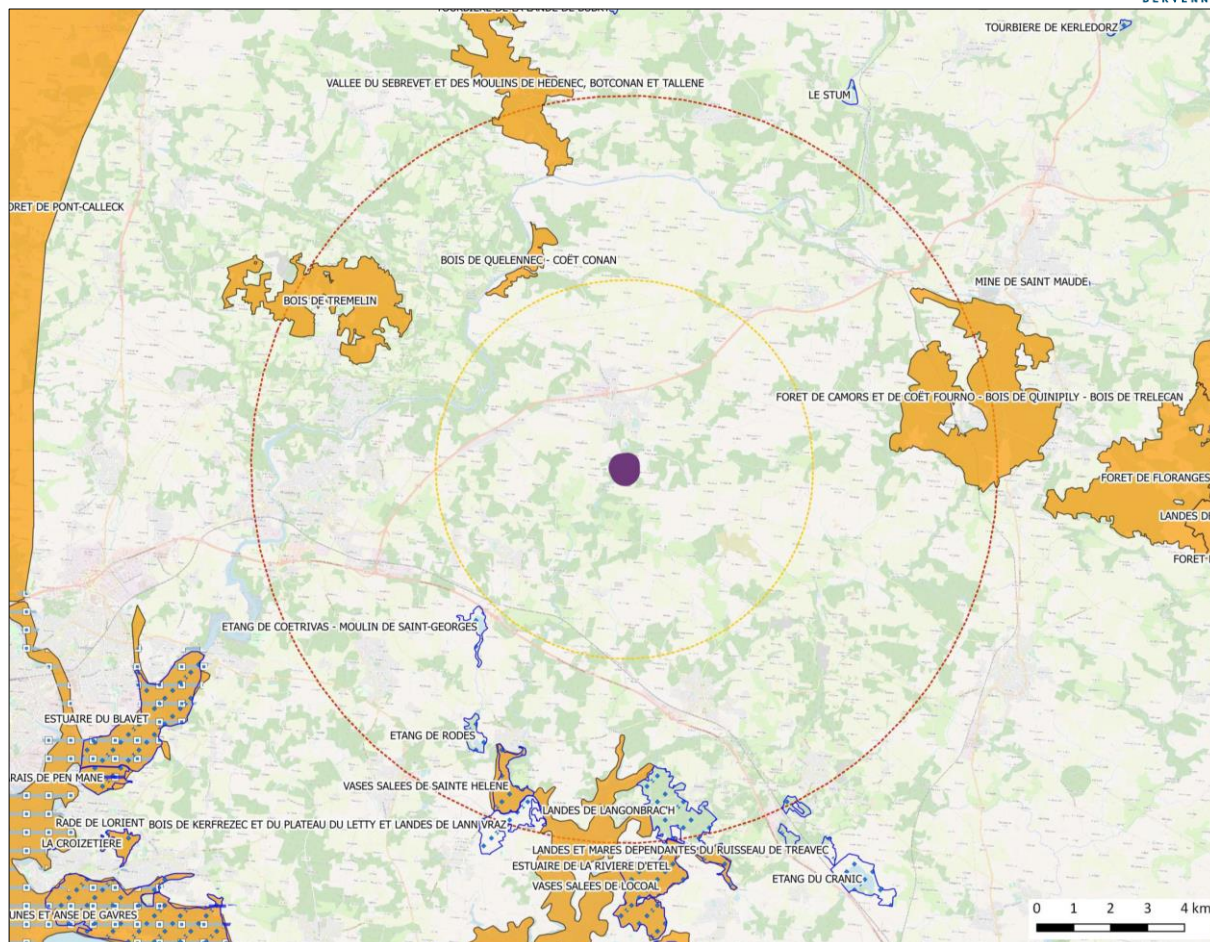 TOURBIERE DE KERLEDORZ
VALLEE DU SEBREVET ET DES MOULINS DE HEDENEC, BOTCONAN ET TALLENE
LE STUM
ORET DE PONT-CALLECK
BOIS DE QUELENNEC - COËT CONAN
MINE DE SAINT MAUDE
BOIS DE TREMELIN
FORET DE CAMORS ET DE COËT FOURNO - BOIS DE QUINIPILY - BOIS DE TRELECAN
FORET DE FLORANGES
LANDES DE
FORET
ETANG DE COETRIVAS - MOULIN DE SAINT-GEORGES
ESTUAIRE DU BLAVET
ETANG DE RODES
ARAIS DE PEN MANE
VASES SALEES DE SAINTE HELENE
LANDES DE LANGONBRAC'H
RADE DE LORIENT
BOIS DE KERFREZEC ET DU PLATEAU DU LETTY ET LANDES DE LANN VRAZ
LA CROIZETIERE
LANDES ET MARES DEPENDANTES DU RUISSEAU DE TREAVEC
ESTUAIRE DE LA RIVIERE D'ETEL
ETANG DU CRANIC
VASES SALEES DE LOCOAL
UNES ET ANSE DE GAVRES
0 1 2 3 4 km